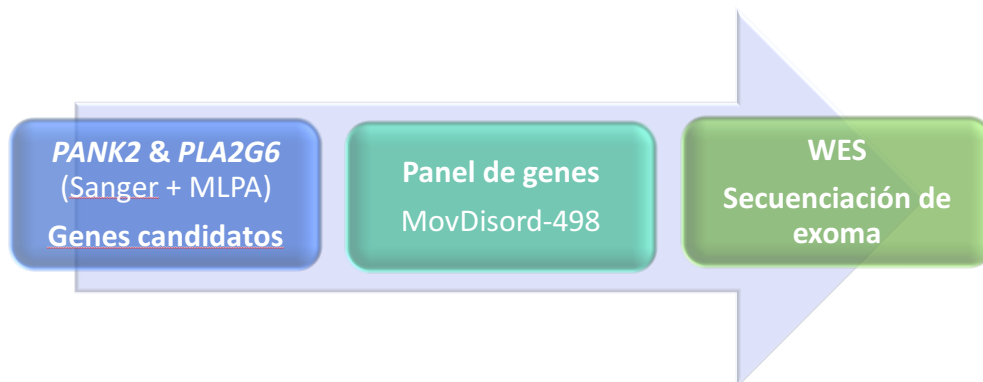 PANK2 & PLA2G6
(Sanger + MLPA)
Genes candidatos
Panel de genes
MovDisord-498
WES
Secuenciación de
exoma